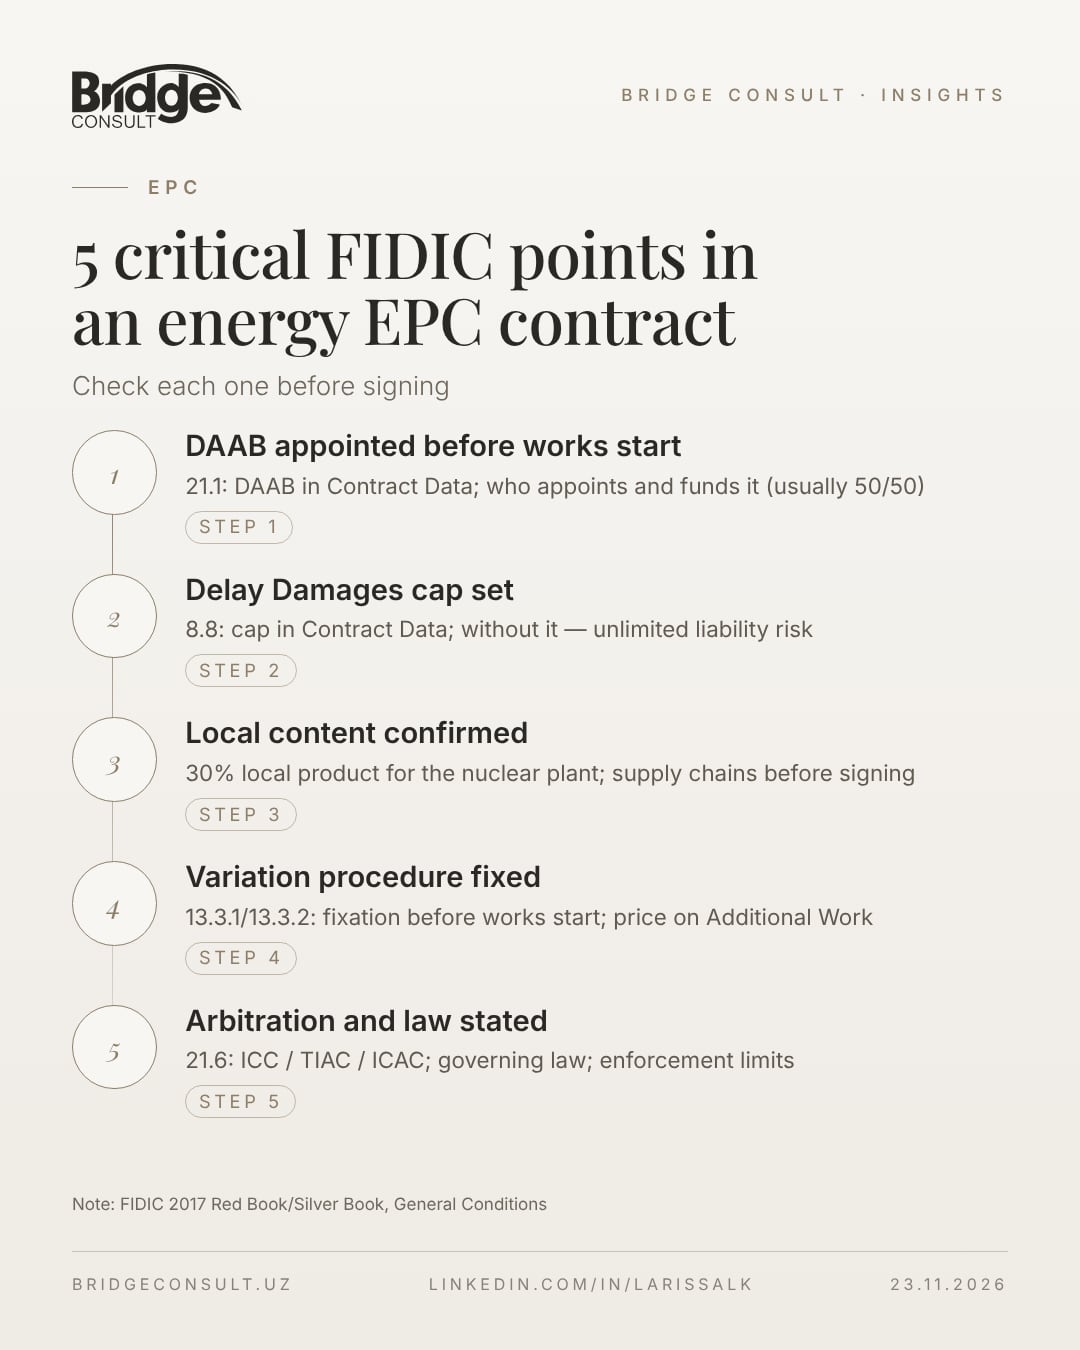 Bridge
CONSULT
BRIDGE CONSULT · INSIGHTS
EPC
5 critical FIDIC points in
an energy EPC contract
Check each one before signing
1
DAAB appointed before works start
21.1: DAAB in Contract Data; who appoints and funds it (usually 50/50)
STEP 1
2
Delay Damages cap set
8.8: cap in Contract Data; without it — unlimited liability risk
STEP 2
3
Local content confirmed
30% local product for the nuclear plant; supply chains before signing
STEP 3
4
Variation procedure fixed
13.3.1/13.3.2: fixation before works start; price on Additional Work
STEP 4
5
Arbitration and law stated
21.6: ICC / TIAC / ICAC; governing law; enforcement limits
STEP 5
Note: FIDIC 2017 Red Book/Silver Book, General Conditions
BRIDGECONSULT.UZ
LINKEDIN.COM/IN/LARISSALK
23.11.2026